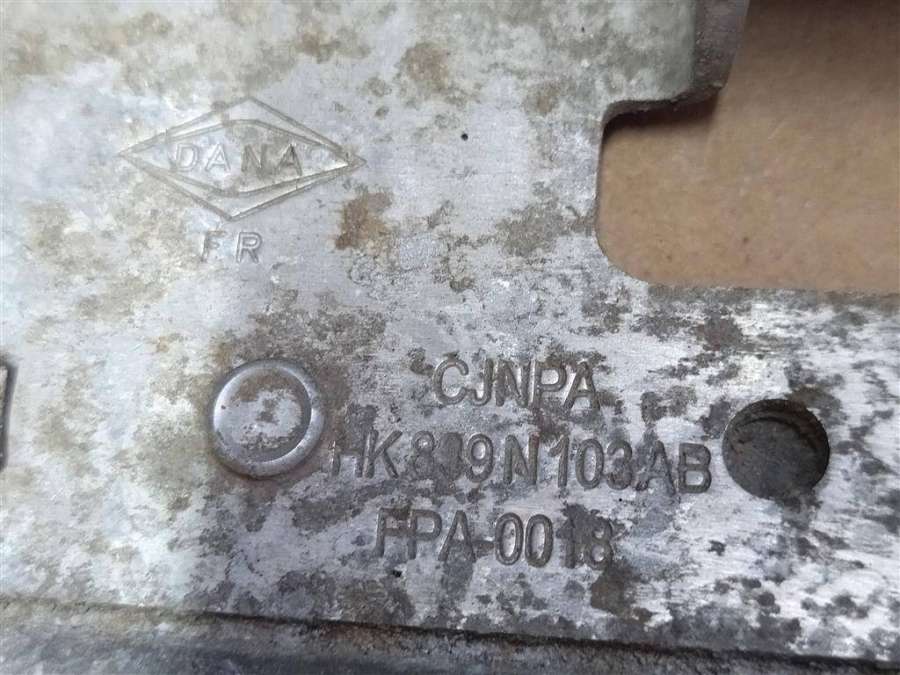 DANA
FR
CJNPA
HK839N103AB
FPA-0018